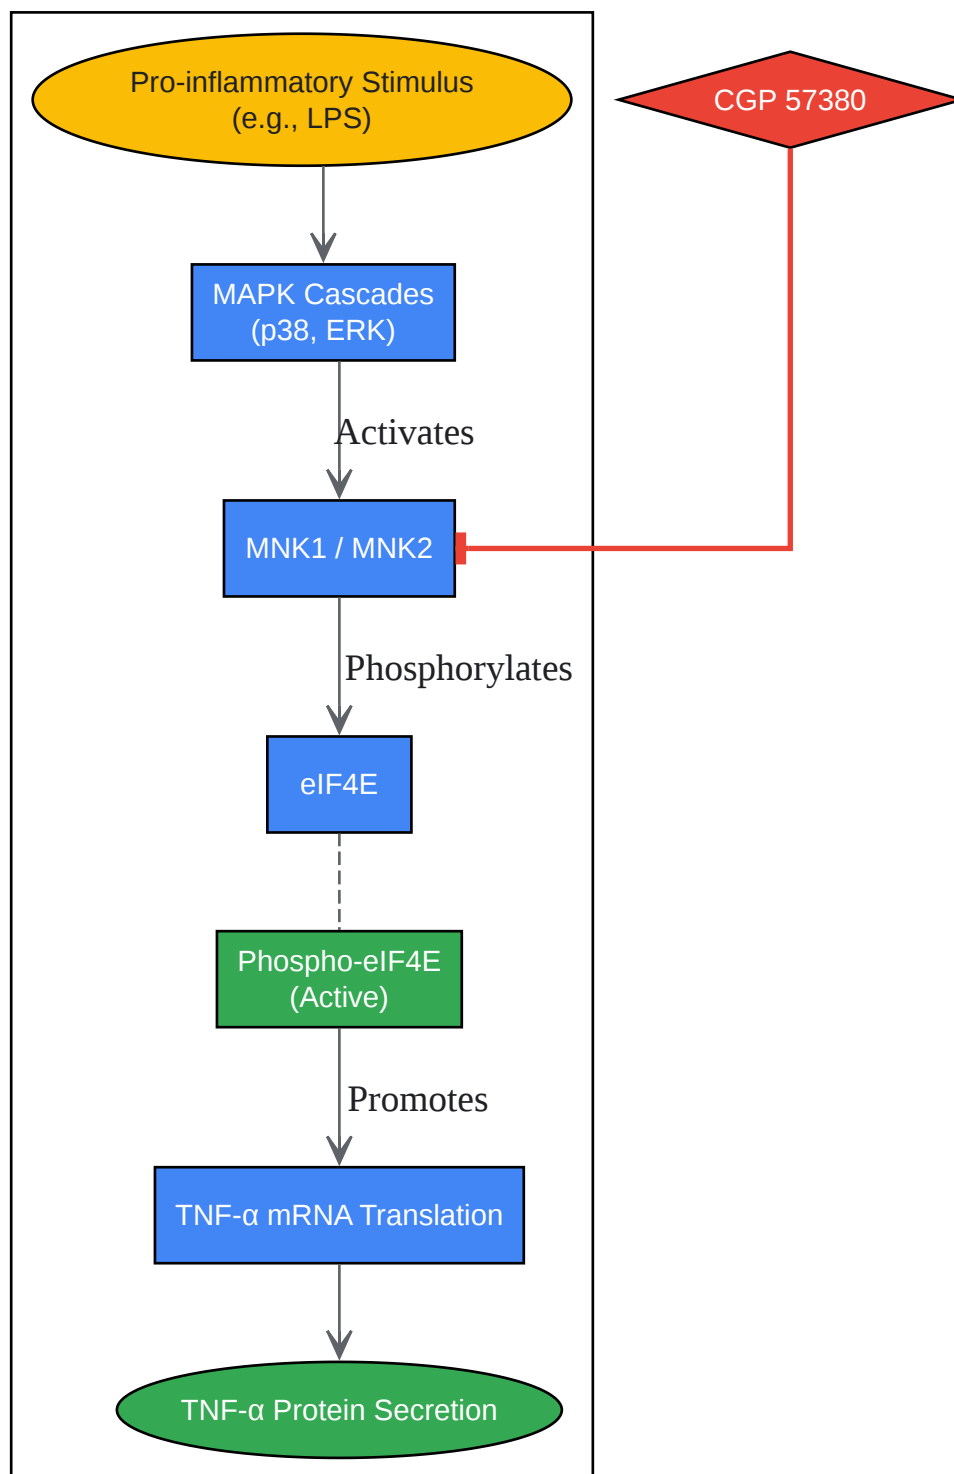 Pro-inflammatory Stimulus
(e.g., LPS)
CGP 57380
MAPK Cascades
(p38, ERK)
Activates
MNK1 / MNK2
Phosphorylates
eIF4E
Phospho-eIF4E
(Active)
Promotes
TNF-α mRNA Translation
TNF-α Protein Secretion